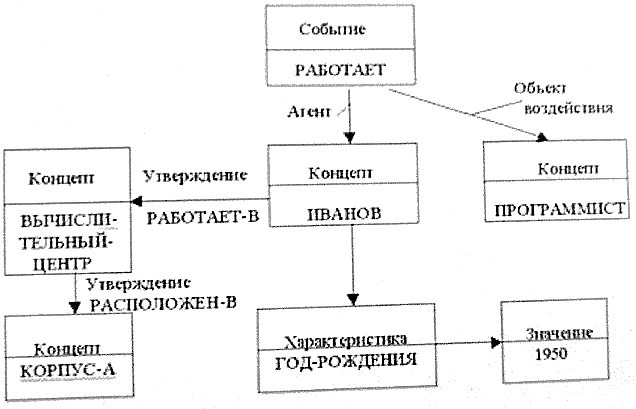 Событие
РАБОТАЕТ
Агент
Объект
воздействия
Концепт
ВЫЧИСЛИ-
ТЕЛЬНЫЙ-
ЦЕНТР
Утверждение
РАБОТАЕТ-В
Концепт
ИВАНОВ
Концепт
ПРОГРАММИСТ
Утверждение
РАСПОЛОЖЕН-В
Концепт
КОРПУС-А
Характеристика
ГОД-РОЖДЕНИЯ
Значение
1950